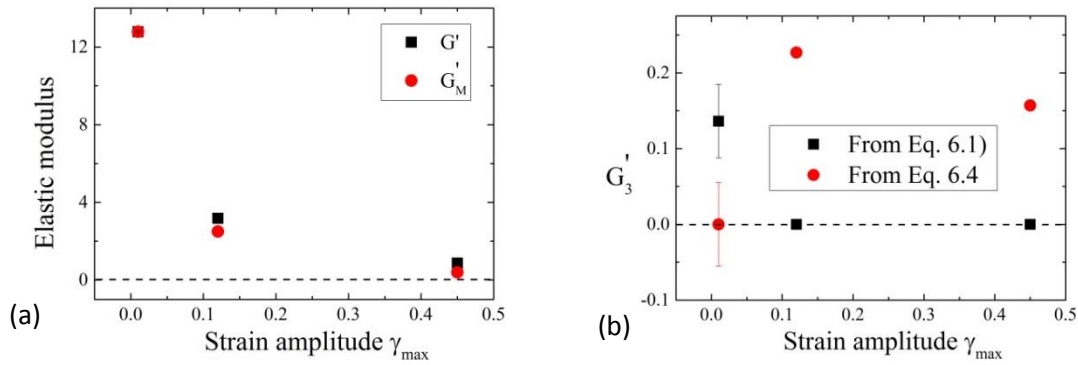 12
8
4
0
Elastic modulus
G'
G'M
0.0 0.1 0.2 0.3 0.4 0.5
Strain amplitude γmax
(a)
0.2
0.1
0.0
-0.1
G'3
From Eq. 6.1)
From Eq. 6.4
0.0 0.1 0.2 0.3 0.4 0.5
Strain amplitude γmax
(b)